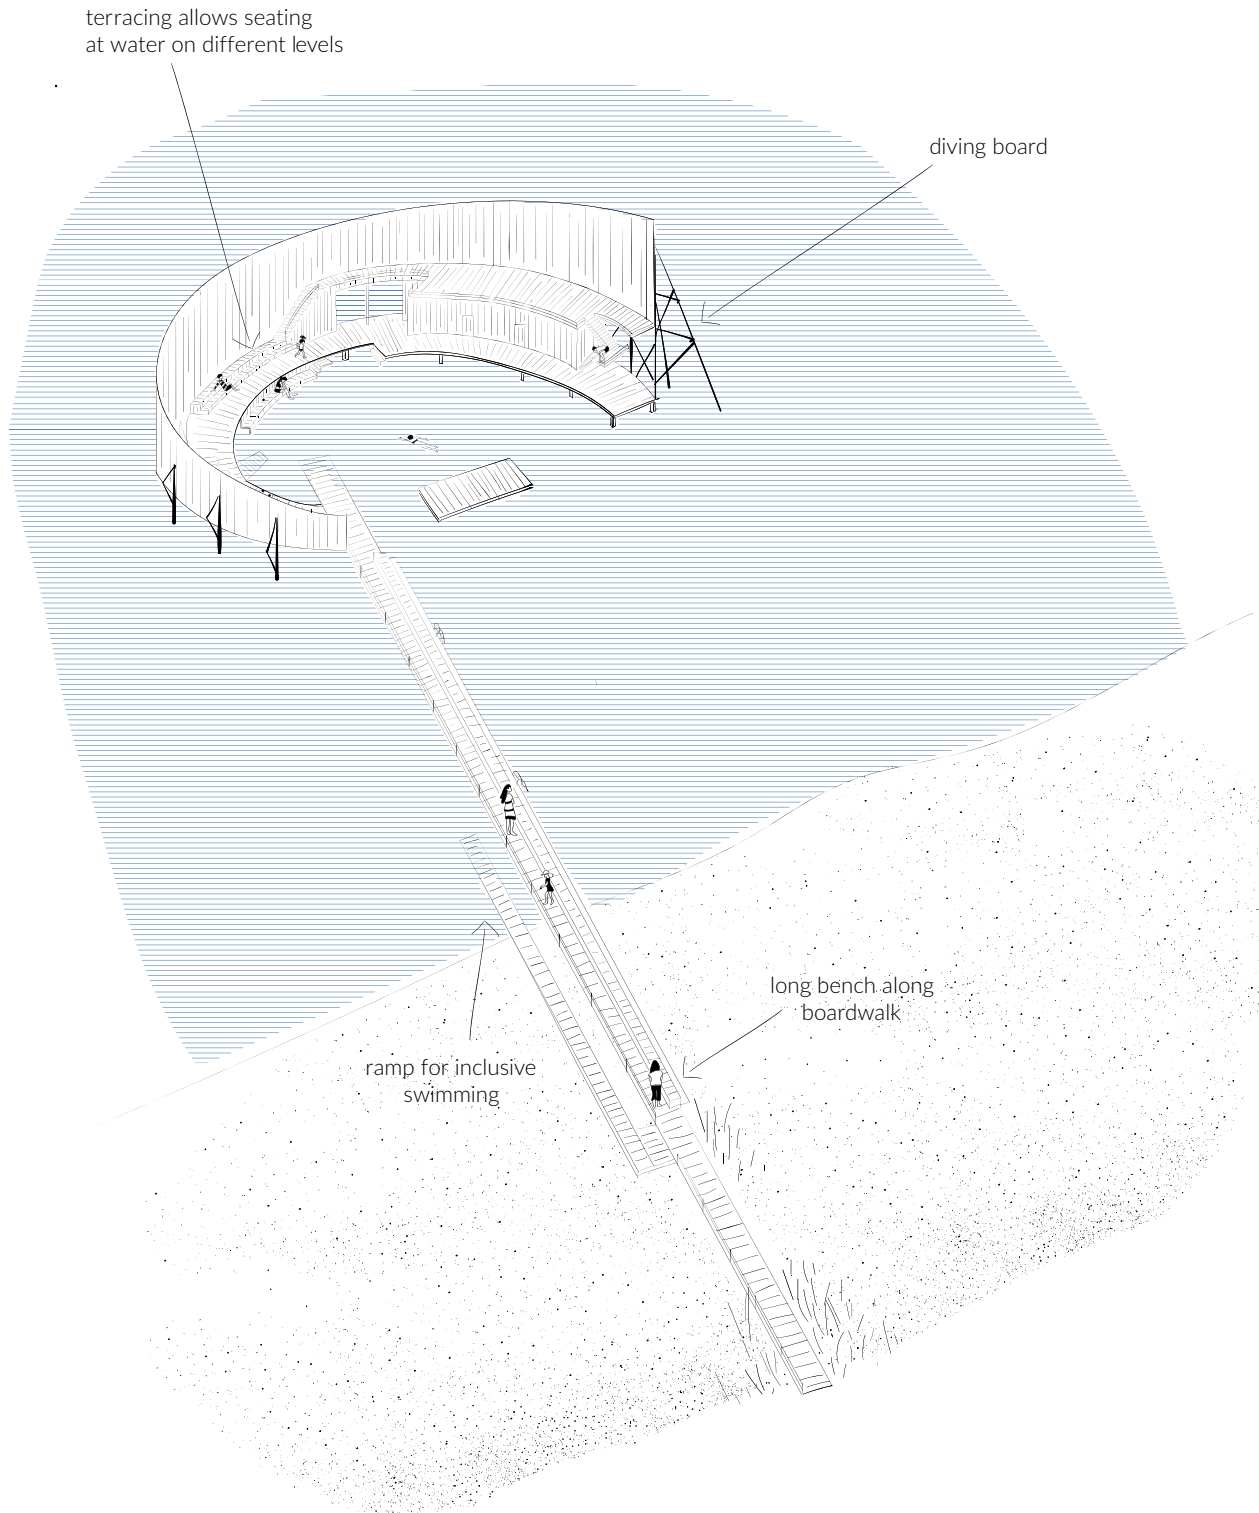 terracing allows seating
at water on different levels
diving board
long bench along
boardwalk
ramp for inclusive
swimming